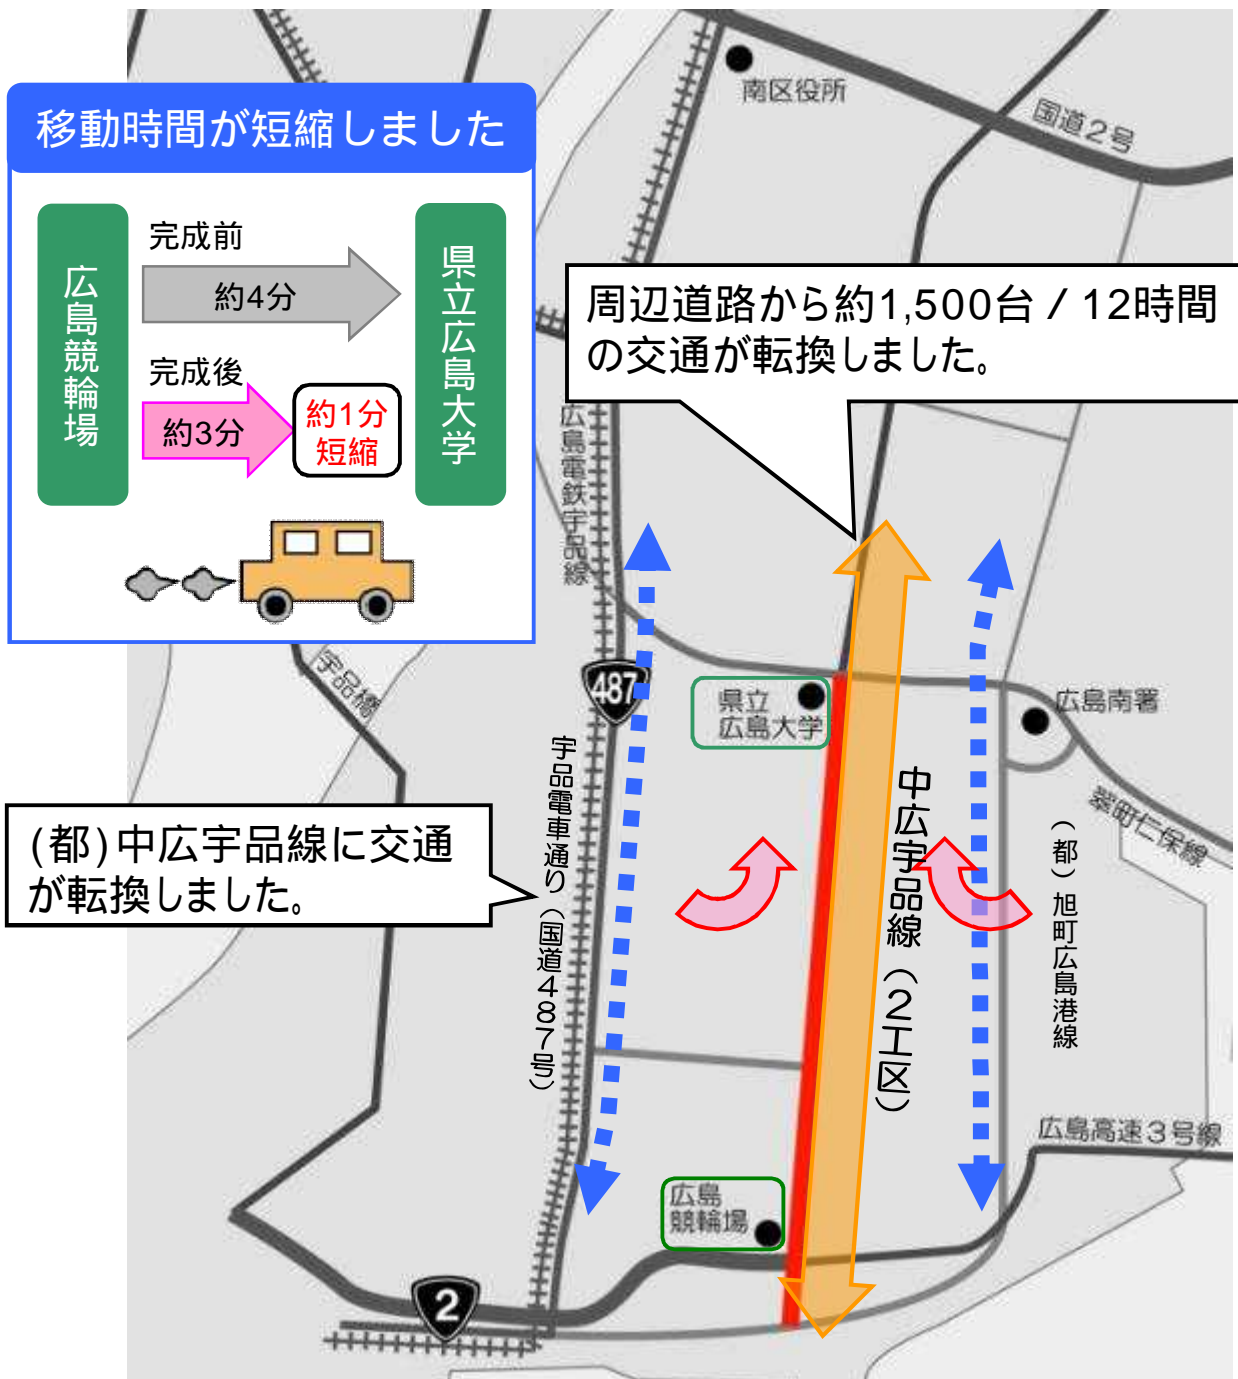 移動時間が短縮しました
広島競輪場
完成前
約4分
完成後
約3分
約1分
短縮
県立広島大学
南区役所
国道2号
周辺道路から約1,500台 / 12時間
の交通が転換しました。
広島電鉄宇品線
宇品橋
487
県立
広島大学
広島南署
翠町仁保線
(都)中広宇品線に交通
が転換しました。
宇品電車通り(国道487号)
中広宇品線(2工区)
(都)旭町広島港線
広島高速3号線
広島
競輪場
2